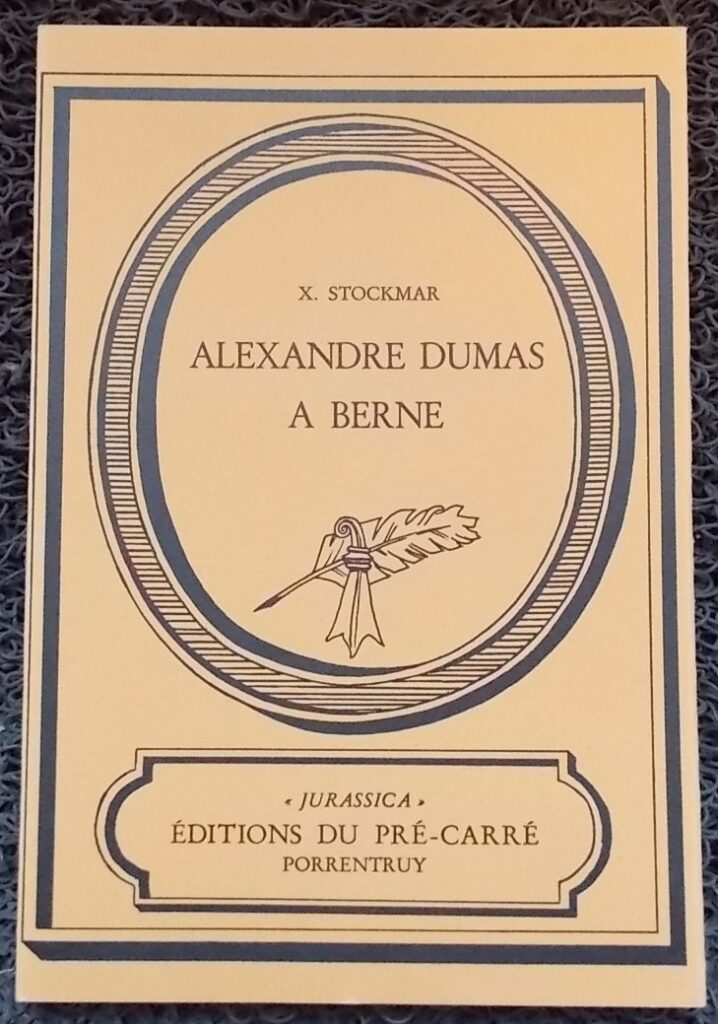 X. STOCKMAR
ALEXANDRE DUMAS
A BERNE
« JURASSICA »
ÉDITIONS DU PRÉ-CARRÉ
PORRENTRUY